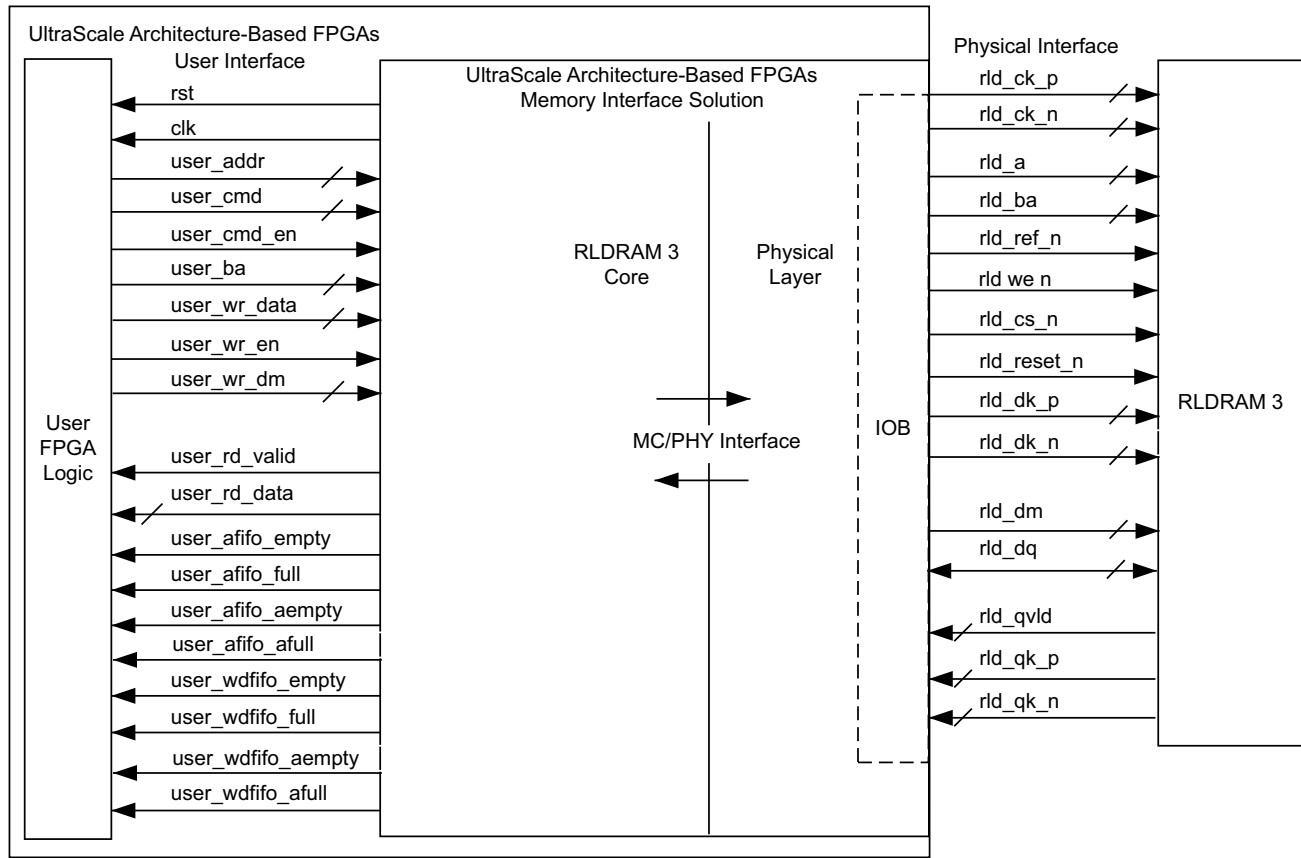 UltraScale Architecture-Based FPGAs
User Interface
Physical Interface
UltraScale Architecture-Based FPGAs
Memory Interface Solution
rst
clk
user_addr
user_cmd
user_cmd_en
user_ba
user_wr_data
user_wr_en
user_wr_dm
user_rd_valid
user_rd_data
user_afifo_empty
user_afifo_full
user_afifo_aempty
user_afifo_afull
user_wdfifo_empty
user_wdfifo_full
user_wdfifo_aempty
user_wdfifo_afull
User
FPGA
Logic
RLDRAM 3
Core
Physical
Layer
MC/PHY Interface
IOB
rld_ck_p
rld_ck_n
rld_a
rld_ba
rld_ref_n
rld we n
rld_cs_n
rld_reset_n
rld_dk_p
rld_dk_n
rld_dm
rld_dq
rld_qvld
rld_qk_p
rld_qk_n
RLDRAM 3